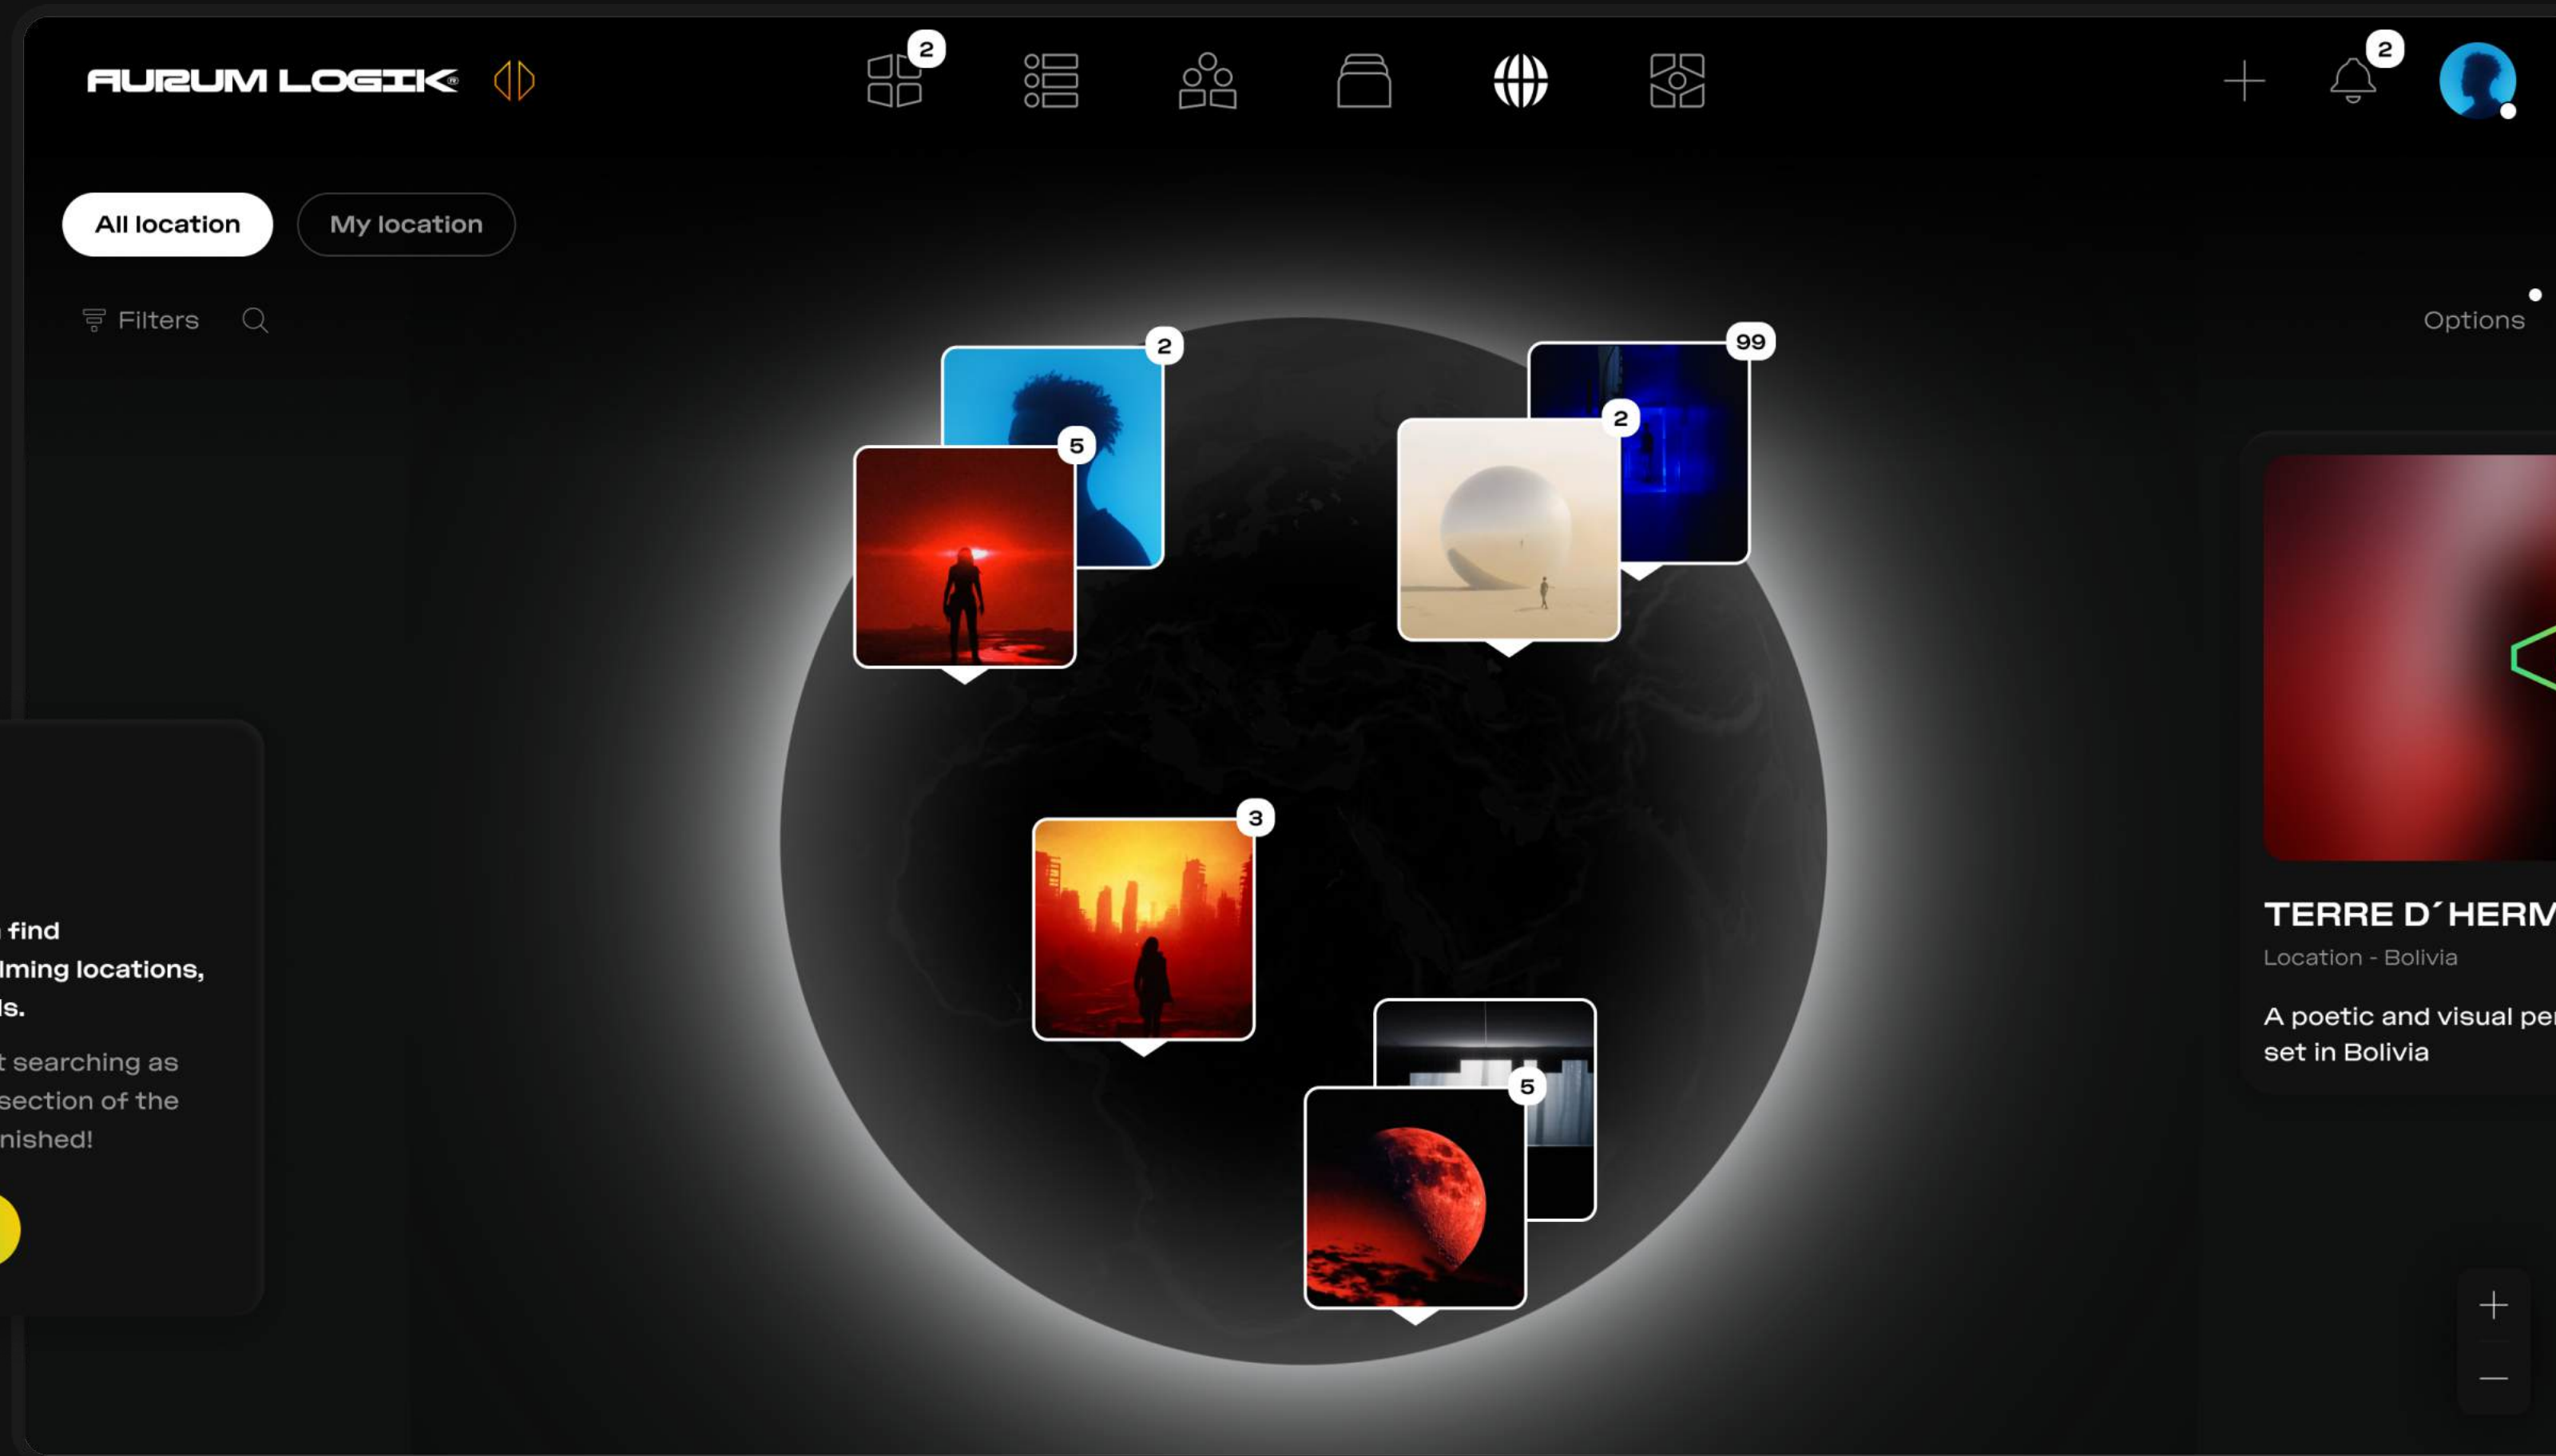 AURUM LOGIK®
2
2
All location
My location
Filters
Options
2
99
5
2
3
5
find
lming locations,
ls.
t searching as
section of the
nished!
TERRE D´HERM
Location - Bolivia
A poetic and visual per
set in Bolivia